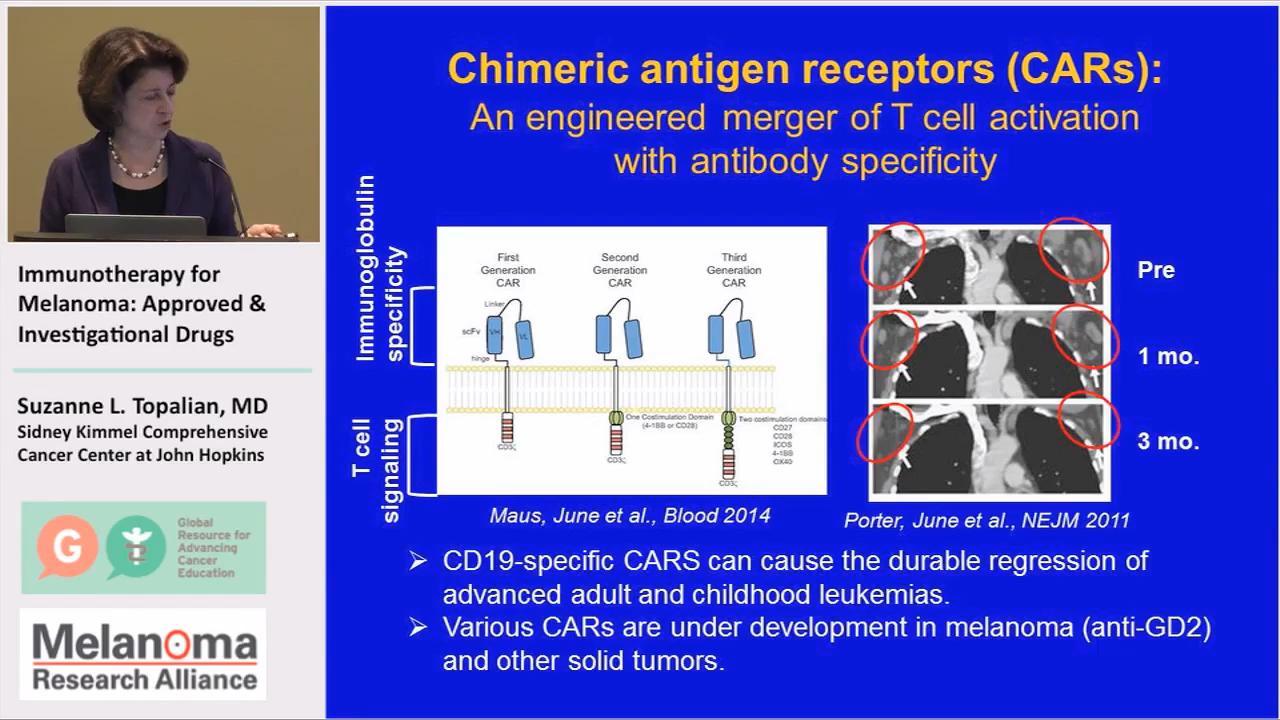 Immunotherapy for
Melanoma: Approved &
Investigational Drugs
Suzanne L. Topalian, MD
Sidney Kimmel Comprehensive
Cancer Center at John Hopkins
G
Global
Resource for
Advancing
Cancer
Education
Melanoma
Research Alliance
Chimeric antigen receptors (CARs):
An engineered merger of T cell activation
with antibody specificity
Immunoglobulin
specificity
T cell
signaling
First
Generation
CAR
Second
Generation
CAR
Third
Generation
CAR
Linker
scFv
VH
VL
hinge
One Costimulation Domain
(4-1BB or CD28)
Two costimulation domains
CD27
CD28
ICOS
4-1BB
OX40
CD3ζ
CD3ζ
CD3ζ
Maus, June et al., Blood 2014
Pre
1 mo.
3 mo.
Porter, June et al., NEJM 2011
➢ CD19-specific CARS can cause the durable regression of
advanced adult and childhood leukemias.
➢ Various CARs are under development in melanoma (anti-GD2)
and other solid tumors.